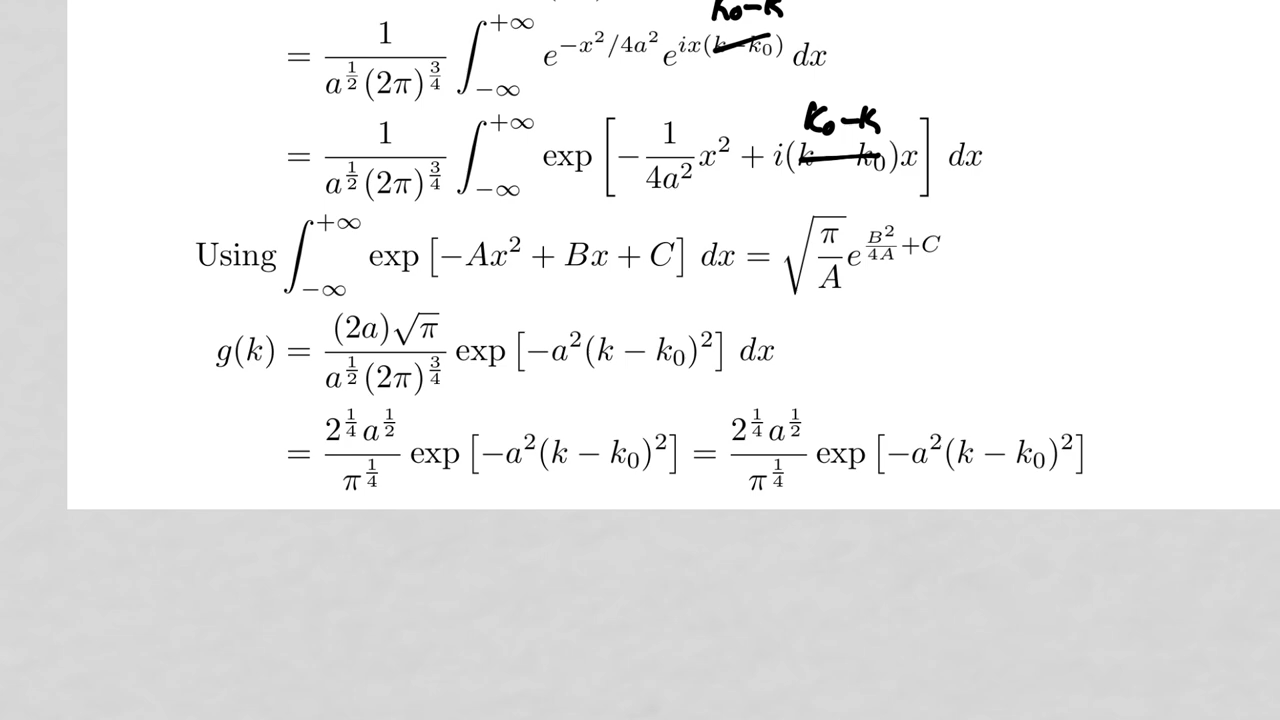 k₀-k
= 1/(a^{1/2}(2π)^{3/4}) ∫_{-∞}^{+∞} e^{-x²/4a²} e^{ix(k-k₀)} dx
k₀-k
= 1/(a^{1/2}(2π)^{3/4}) ∫_{-∞}^{+∞} exp [-1/(4a²) x² + i(k-k₀)x] dx
Using ∫_{-∞}^{+∞} exp [-Ax² + Bx + C] dx = √(π/A) e^{B²/4A + C}
g(k) = (2a)√π/(a^{1/2}(2π)^{3/4}) exp [-a²(k - k₀)²] dx
= 2^{1/4}a^{1/2}/π^{1/4} exp [-a²(k - k₀)²] = 2^{1/4}a^{1/2}/π^{1/4} exp [-a²(k - k₀)²]